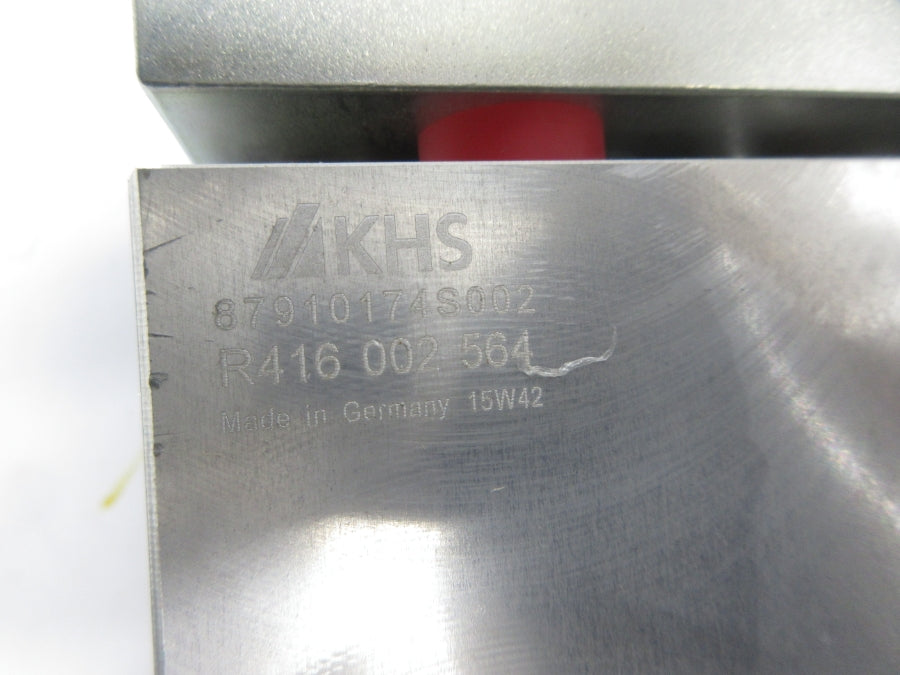 KHS
87910174S002
R416 002 564
Made in Germany 15W42